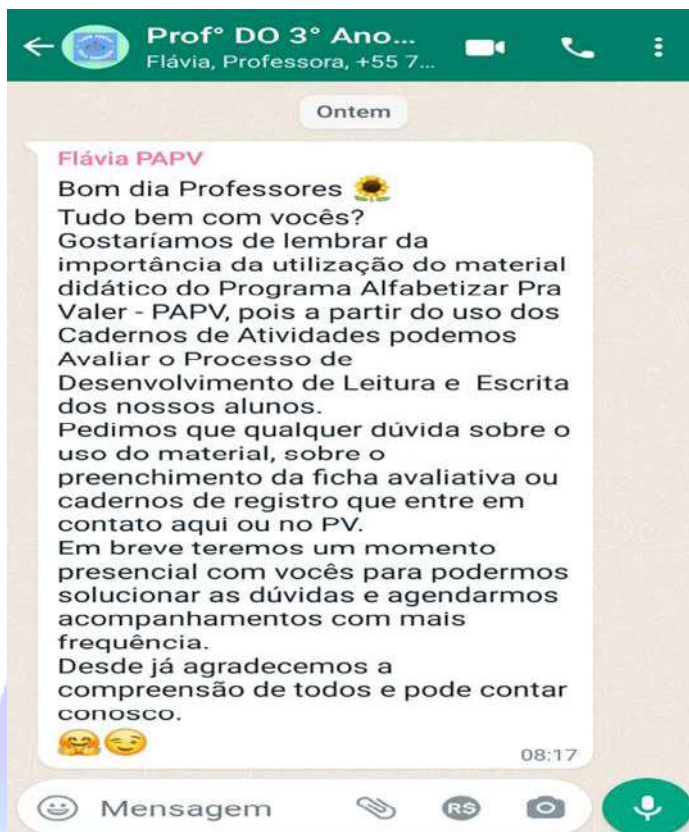 Prof° DO 3° Ano...
Flávia, Professora, +55 7...
Ontem
Flávia PAPV
Bom dia Professores 🌻
Tudo bem com vocês?
Gostaríamos de lembrar da
importância da utilização do material
didático do Programa Alfabetizar Pra
Valer - PAPV, pois a partir do uso dos
Cadernos de Atividades podemos
Avaliar o Processo de
Desenvolvimento de Leitura e Escrita
dos nossos alunos.
Pedimos que qualquer dúvida sobre o
uso do material, sobre o
preenchimento da ficha avaliativa ou
cadernos de registro que entre em
contato aqui ou no PV.
Em breve teremos um momento
presencial com vocês para podermos
solucionar as dúvidas e agendarmos
acompanhamentos com mais
frequência.
Desde já agradecemos a
compreensão de todos e pode contar
conosco.
🤗😉
08:17
Mensagem
R$